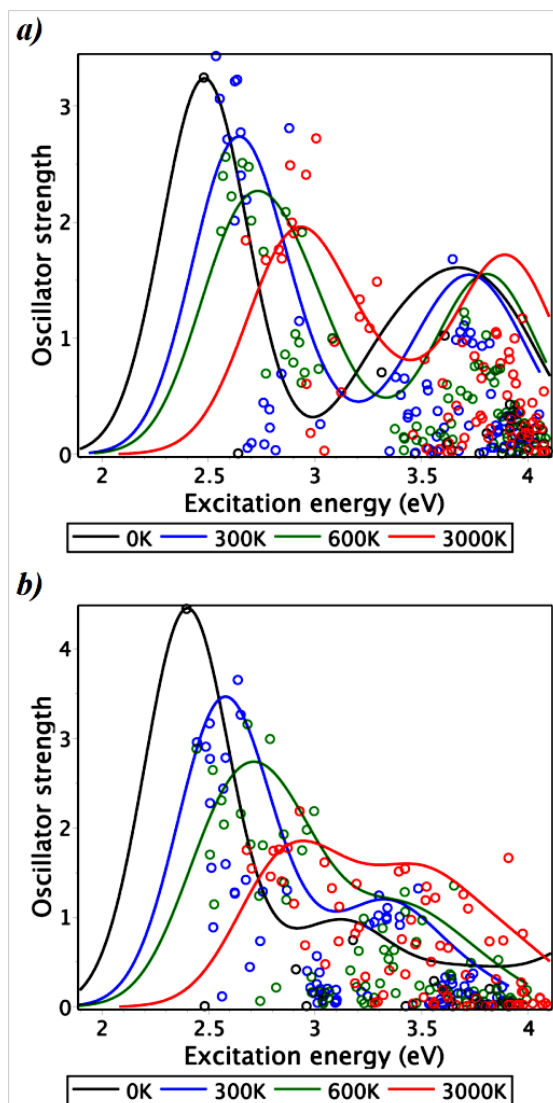 a)
3
2
1
0
Oscillator strength
2.5 3 3.5 4
Excitation energy (eV)
0K 300K 600K 3000K
b)
4
3
2
1
0
Oscillator strength
2 2.5 3 3.5 4
Excitation energy (eV)
0K 300K 600K 3000K